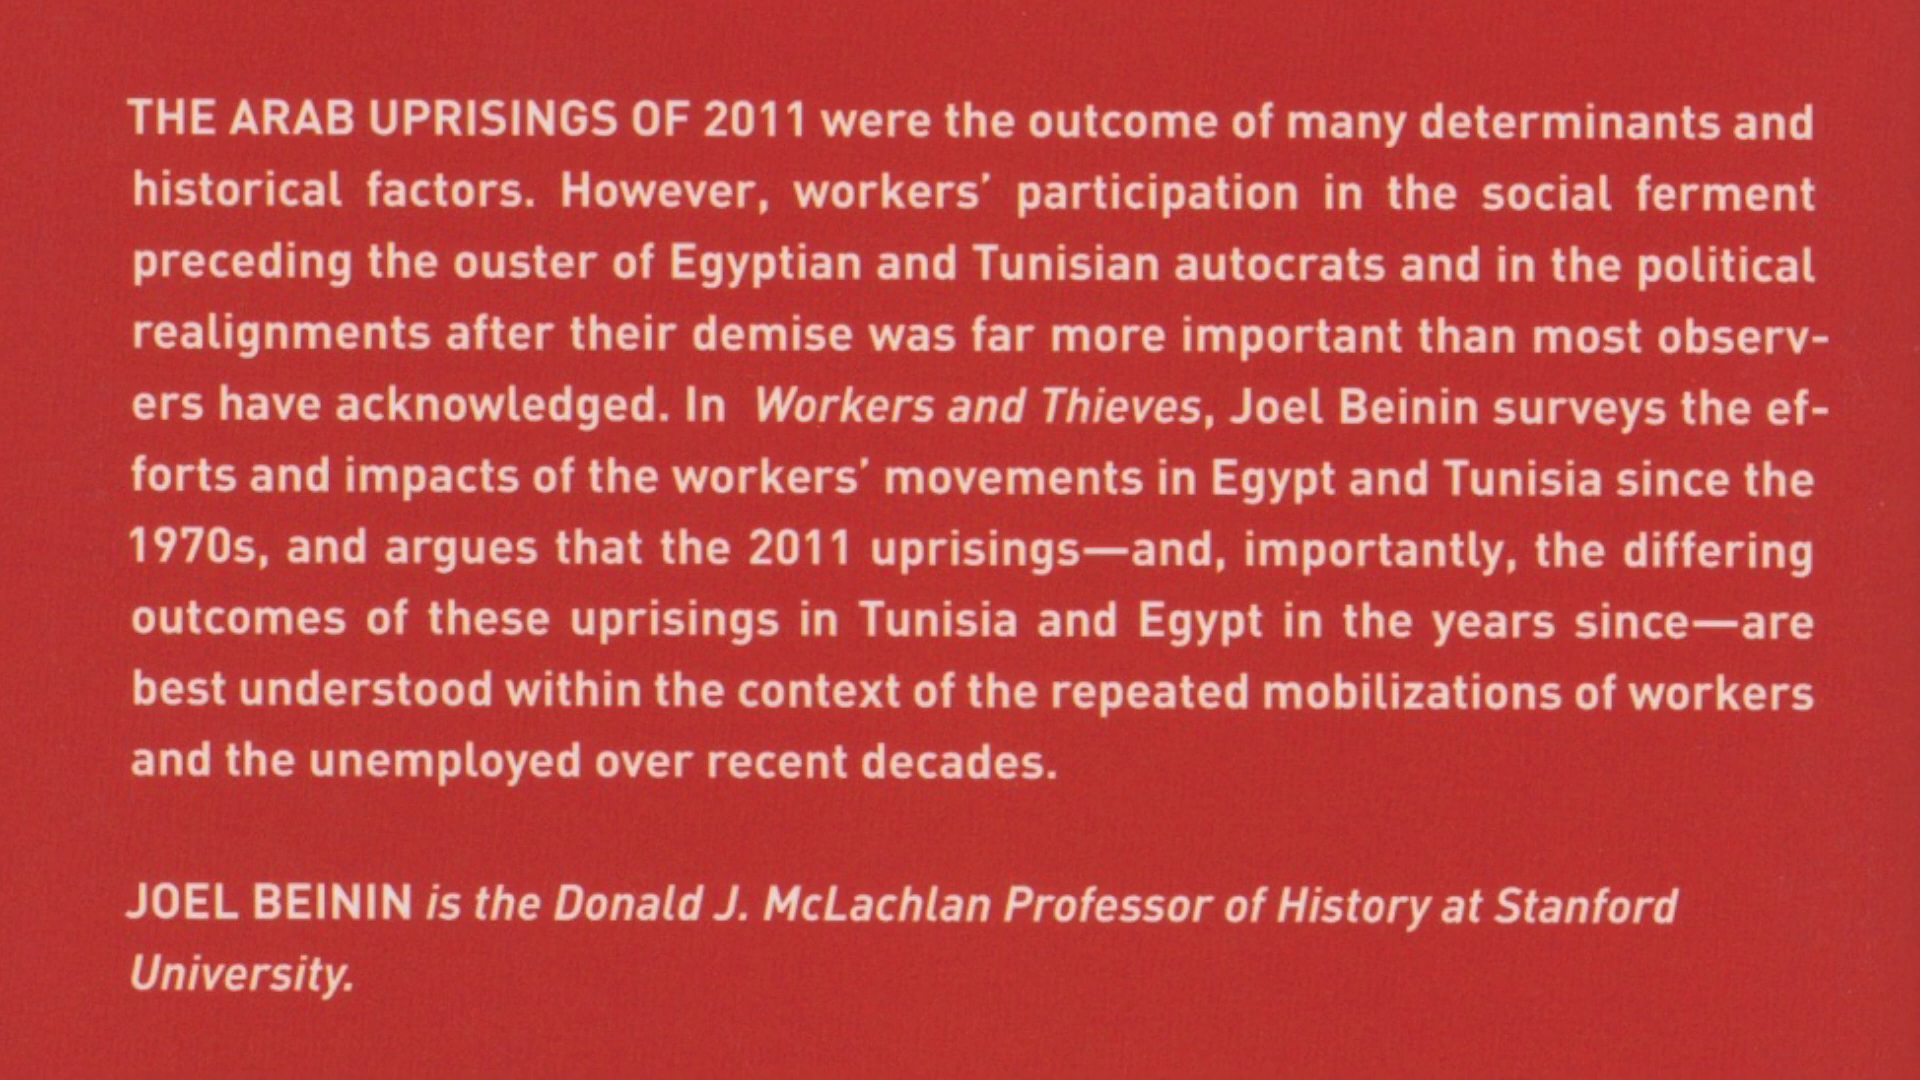 THE ARAB UPRISINGS OF 2011 were the outcome of many determinants and
historical factors. However, workers’ participation in the social ferment
preceding the ouster of Egyptian and Tunisian autocrats and in the political
realignments after their demise was far more important than most observ-
ers have acknowledged. In Workers and Thieves, Joel Beinin surveys the ef-
forts and impacts of the workers’ movements in Egypt and Tunisia since the
1970s, and argues that the 2011 uprisings—and, importantly, the differing
outcomes of these uprisings in Tunisia and Egypt in the years since—are
best understood within the context of the repeated mobilizations of workers
and the unemployed over recent decades.
JOEL BEININ is the Donald J. McLachlan Professor of History at Stanford
University.